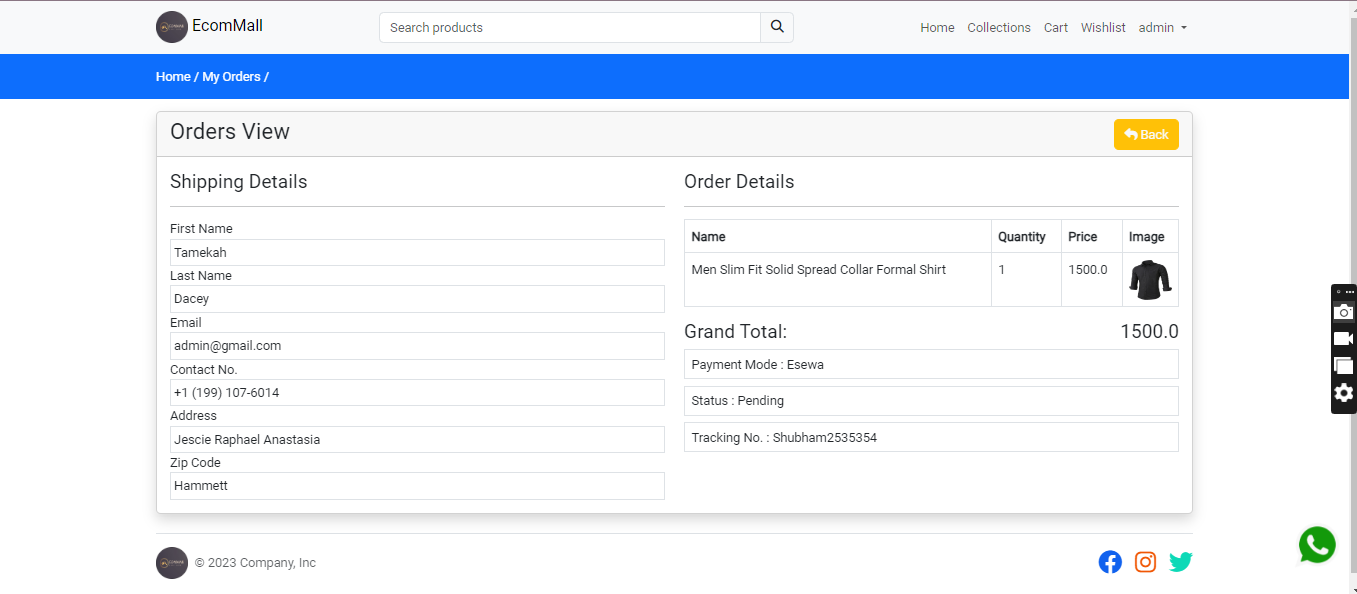 EcomMall
Search products
Home Collections Cart Wishlist admin
Home / My Orders /
Orders View
Back
Shipping Details
First Name
Tamekah
Last Name
Dacey
Email
admin@gmail.com
Contact No.
+1 (199) 107-6014
Address
Jescie Raphael Anastasia
Zip Code
Hammett
Order Details
Name Quantity Price Image
Men Slim Fit Solid Spread Collar Formal Shirt 1 1500.0
Grand Total: 1500.0
Payment Mode : Esewa
Status : Pending
Tracking No. : Shubham2535354
© 2023 Company, Inc